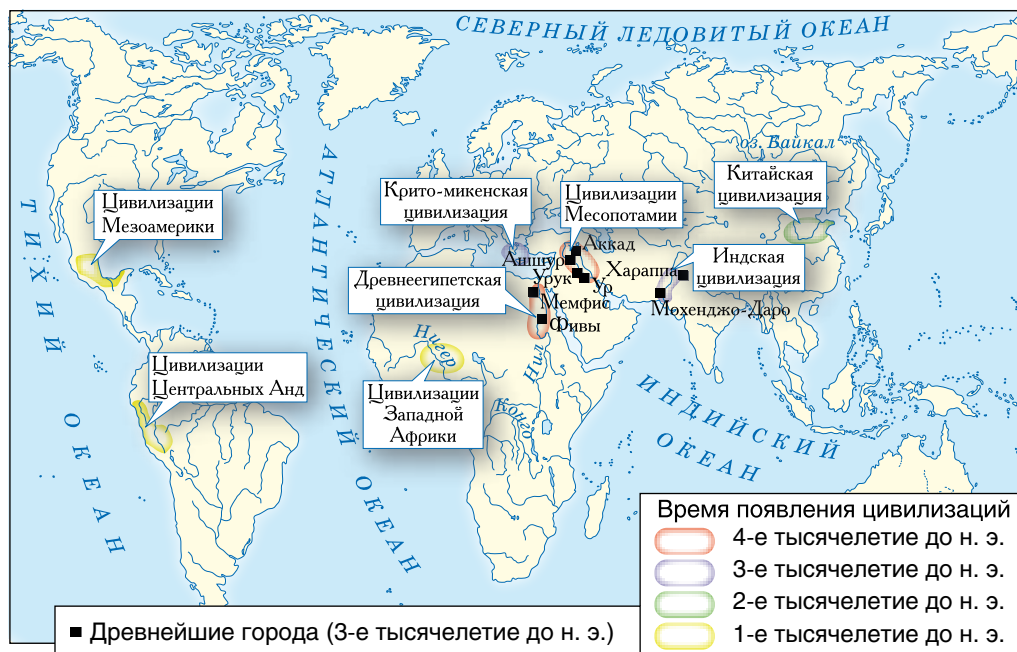 СЕВЕРНЫЙ ЛЕДОВИТЫЙ ОКЕАН
оз. Байкал
Китайская
цивилизация
Крито-микенская
цивилизация
Цивилизации
Месопотамии
Цивилизации
Мезоамерики
Аккад
Ашшур
Урук
Ур
Хараппа
Индская
цивилизация
Мохенджо-Даро
Древнеегипетская
цивилизация
Мемфис
Фивы
Нигер
Нил
Конго
Цивилизации
Центральных Анд
Цивилизации
Западной
Африки
ТИХИЙ ОКЕАН
АТЛАНТИЧЕСКИЙ ОКЕАН
ИНДИЙСКИЙ
ОКЕАН
Время появления цивилизаций
4-е тысячелетие до н. э.
3-е тысячелетие до н. э.
2-е тысячелетие до н. э.
1-е тысячелетие до н. э.
Древнейшие города (3-е тысячелетие до н. э.)